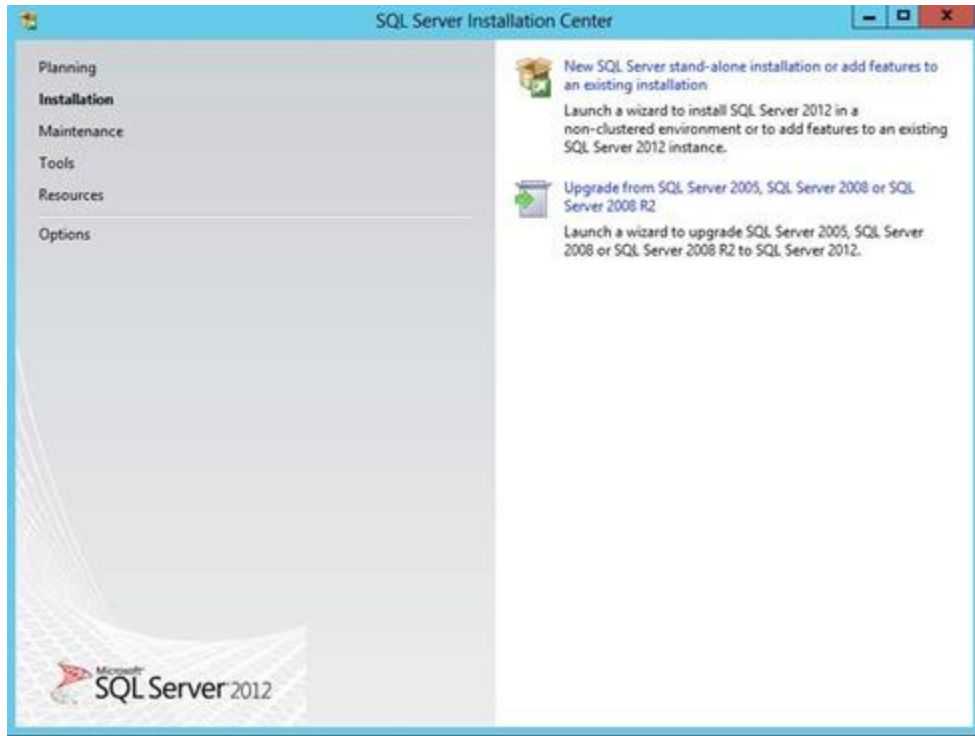 SQL Server Installation Center
Planning
Installation
Maintenance
Tools
Resources
Options
New SQL Server stand-alone installation or add features to
an existing installation
Launch a wizard to install SQL Server 2012 in a
non-clustered environment or to add features to an existing
SQL Server 2012 instance.
Upgrade from SQL Server 2005, SQL Server 2008 or SQL
Server 2008 R2
Launch a wizard to upgrade SQL Server 2005, SQL Server
2008 or SQL Server 2008 R2 to SQL Server 2012.
Microsoft
SQL Server 2012